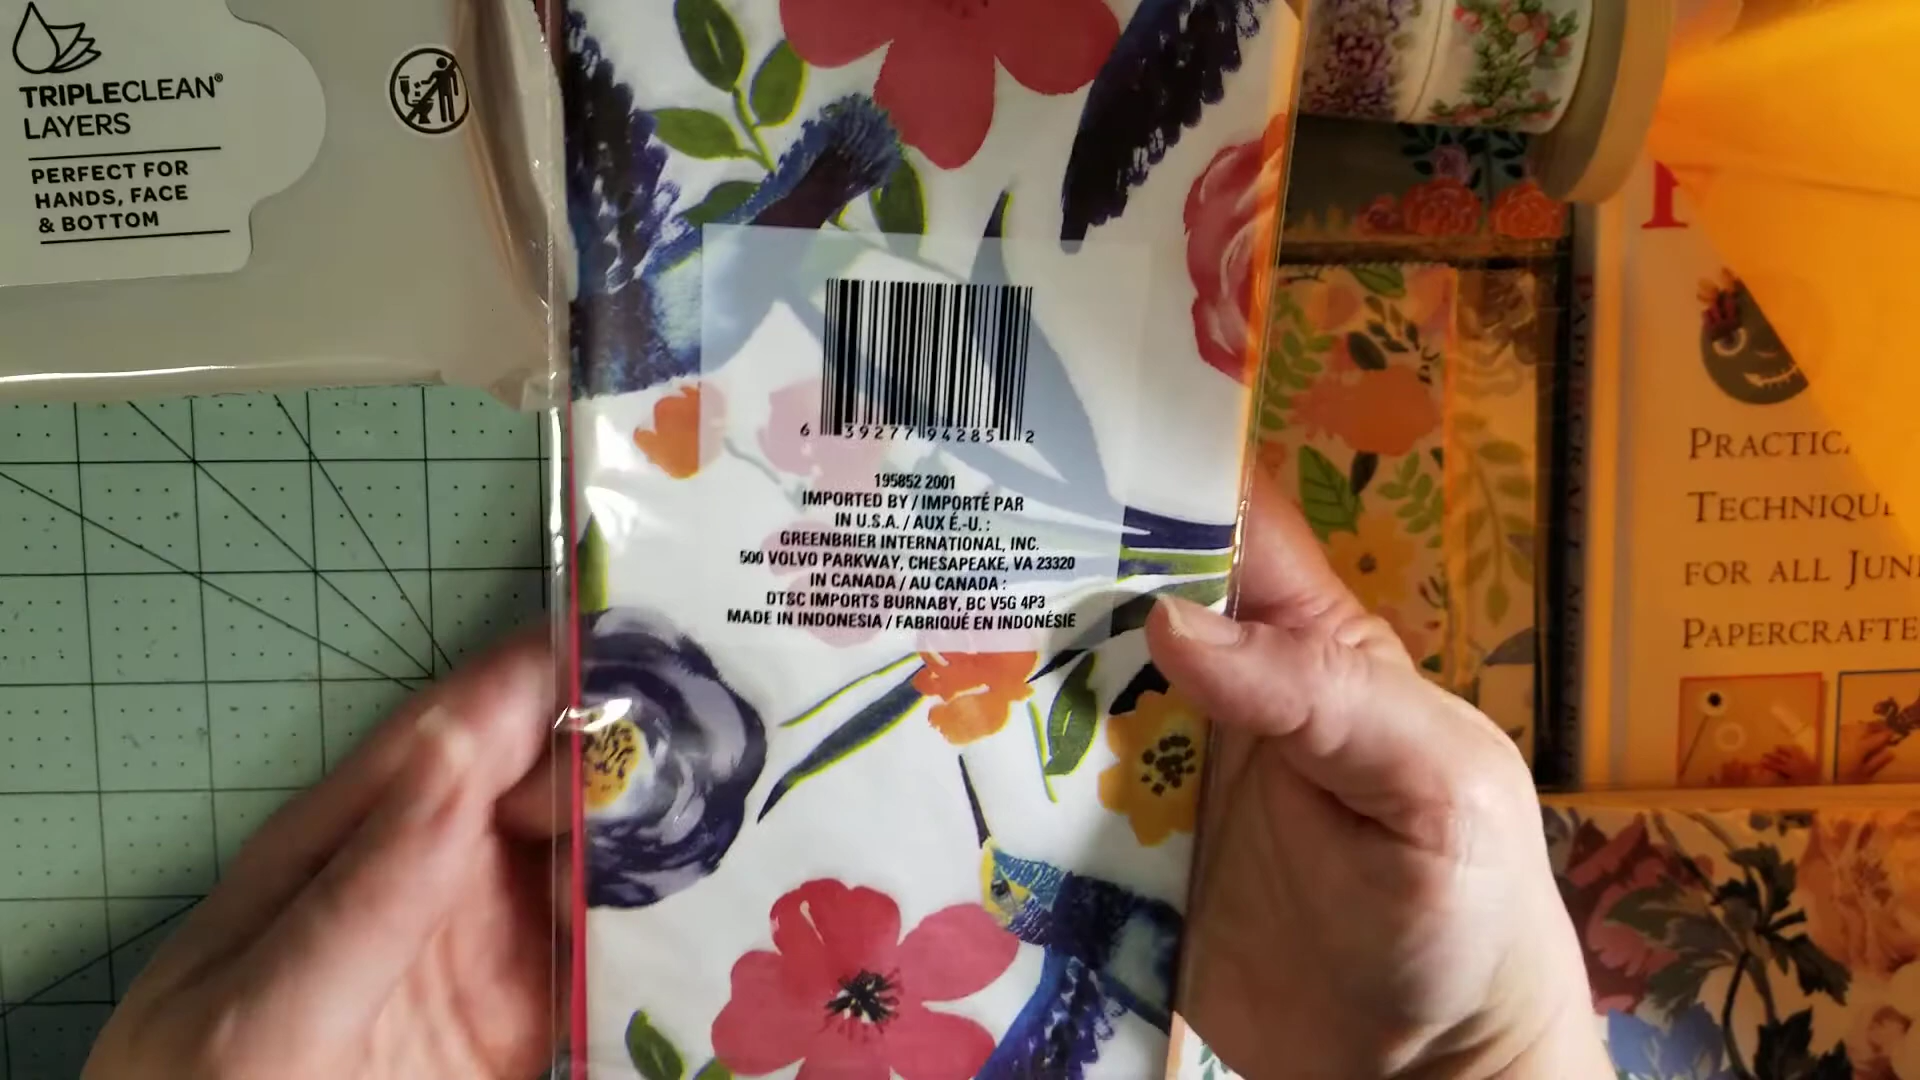 TRIPLECLEAN®
LAYERS
PERFECT FOR
HANDS, FACE
& BOTTOM
6 39277 94285 2
195852 2001
IMPORTED BY / IMPORTÉ PAR
IN U.S.A. / AUX É.-U. :
GREENBRIER INTERNATIONAL, INC.
500 VOLVO PARKWAY, CHESAPEAKE, VA 23320
IN CANADA / AU CANADA :
DTSC IMPORTS BURNABY, BC V5G 4P3
MADE IN INDONESIA / FABRIQUÉ EN INDONÉSIE
PRACTICA
TECHNIQUE
FOR ALL JUN
PAPERCRAFTE